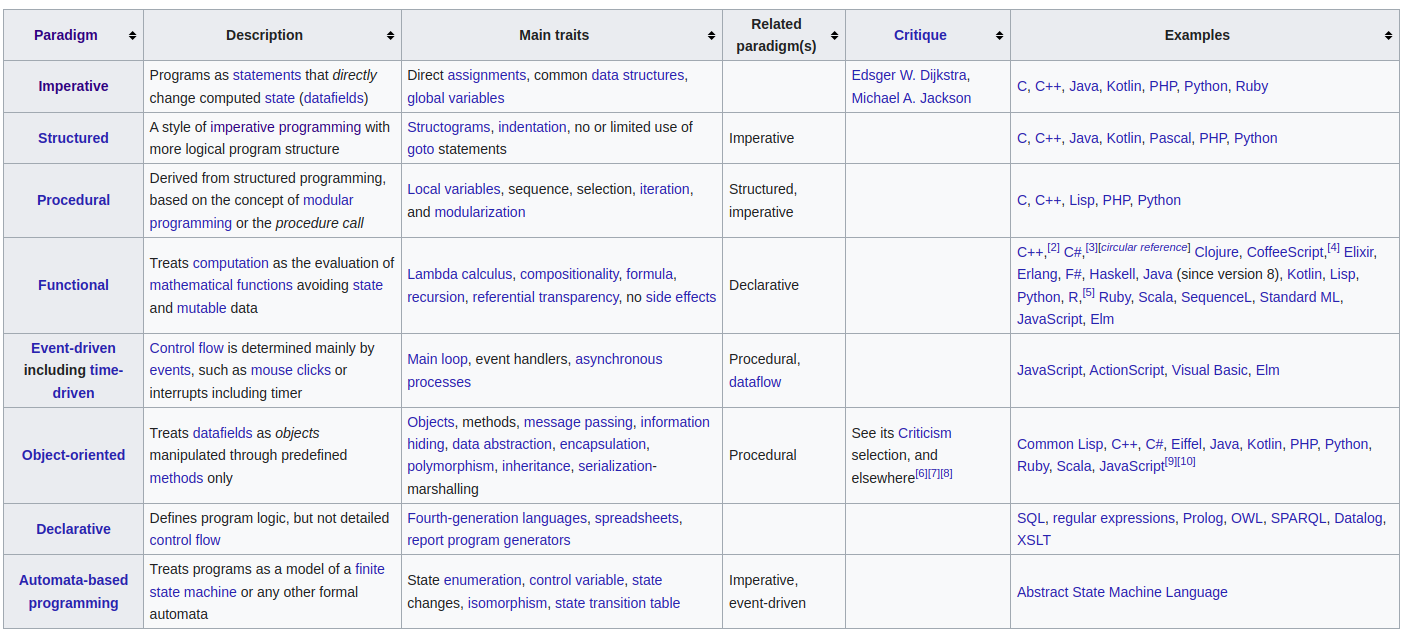 Paradigm Description Main traits Related paradigm(s) Critique Examples
Imperative
Programs as statements that directly
change computed state (datafields)
Direct assignments, common data structures,
global variables
Edsger W. Dijkstra,
Michael A. Jackson
C, C++, Java, Kotlin, PHP, Python, Ruby
Structured
A style of imperative programming with
more logical program structure
Structograms, indentation, no or limited use of
goto statements
Imperative
C, C++, Java, Kotlin, Pascal, PHP, Python
Procedural
Derived from structured programming,
based on the concept of modular
programming or the procedure call
Local variables, sequence, selection, iteration,
and modularization
Structured,
imperative
C, C++, Lisp, PHP, Python
Functional
Treats computation as the evaluation of
mathematical functions avoiding state
and mutable data
Lambda calculus, compositionality, formula,
recursion, referential transparency, no side effects
Declarative
C++,[2] C#,[3][circular reference] Clojure, CoffeeScript,[4] Elixir,
Erlang, F#, Haskell, Java (since version 8), Kotlin, Lisp,
Python, R,[5] Ruby, Scala, SequenceL, Standard ML,
JavaScript, Elm
Event-driven
including time-
driven
Control flow is determined mainly by
events, such as mouse clicks or
interrupts including timer
Main loop, event handlers, asynchronous
processes
Procedural,
dataflow
JavaScript, ActionScript, Visual Basic, Elm
Object-oriented
Treats datafields as objects
manipulated through predefined
methods only
Objects, methods, message passing, information
hiding, data abstraction, encapsulation,
polymorphism, inheritance, serialization-
marshalling
Procedural
See its Criticism
selection, and
elsewhere[6][7][8]
Common Lisp, C++, C#, Eiffel, Java, Kotlin, PHP, Python,
Ruby, Scala, JavaScript[9][10]
Declarative
Defines program logic, but not detailed
control flow
Fourth-generation languages, spreadsheets,
report program generators
SQL, regular expressions, Prolog, OWL, SPARQL, Datalog,
XSLT
Automata-based
programming
Treats programs as a model of a finite
state machine or any other formal
automata
State enumeration, control variable, state
changes, isomorphism, state transition table
Imperative,
event-driven
Abstract State Machine Language